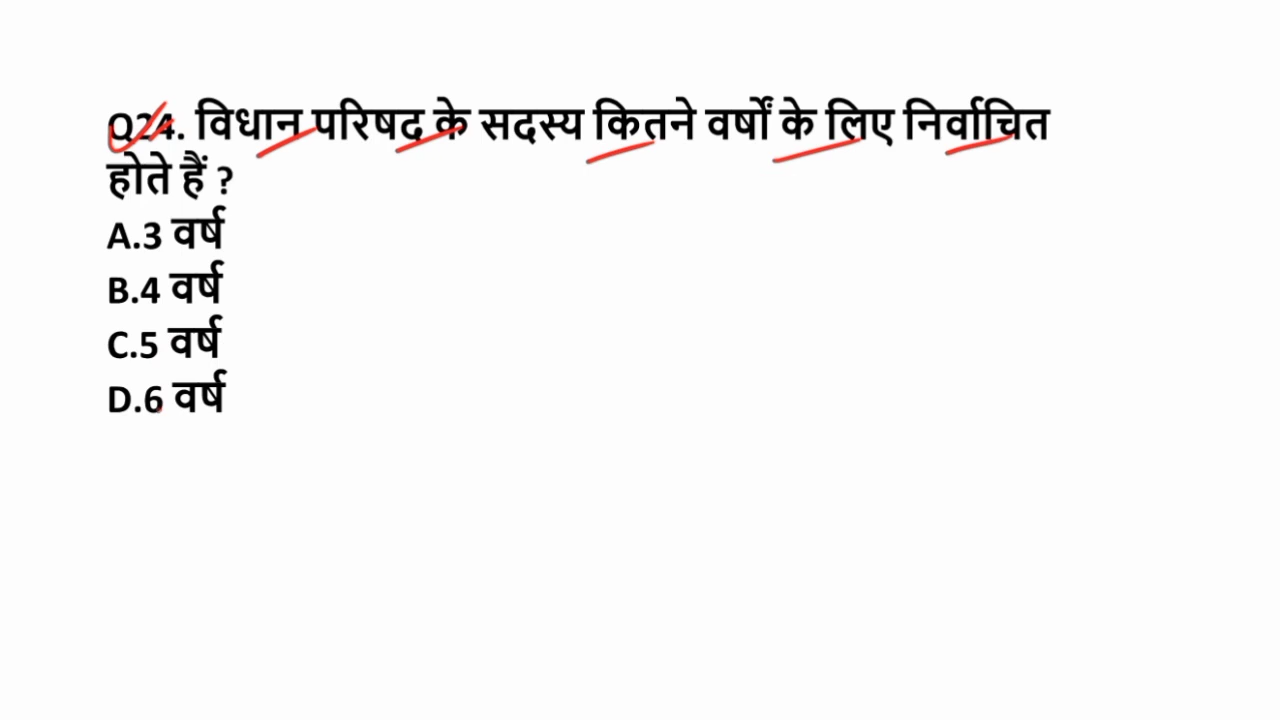 Q24. विधान परिषद के सदस्य कितने वर्षों के लिए निर्वाचित
होते हैं ?
A.3 वर्ष
B.4 वर्ष
C.5 वर्ष
D.6 वर्ष